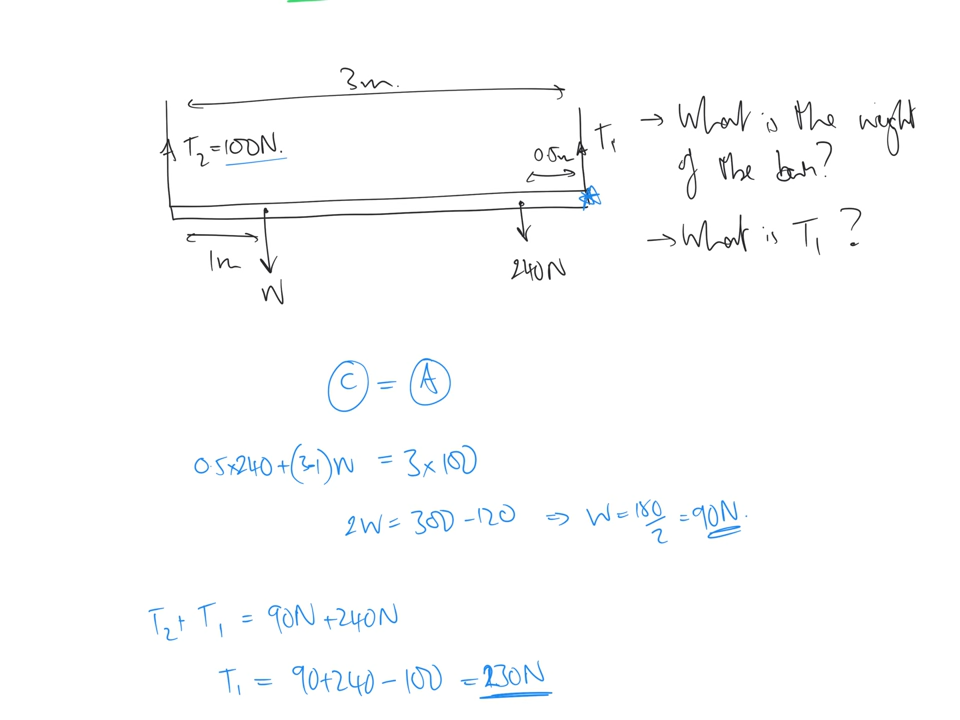 3m.
T₂=100N.
0.5m
T₁
→ What is the weight
of the bar?
→ What is T₁?
1m
W
240N
C = A
0.5×240+(3-1)W = 3×100
2W = 300-120 ⇒ W = 180/2 = 90N.
T₂+T₁ = 90N+240N
T₁ = 90+240-100 = 230N